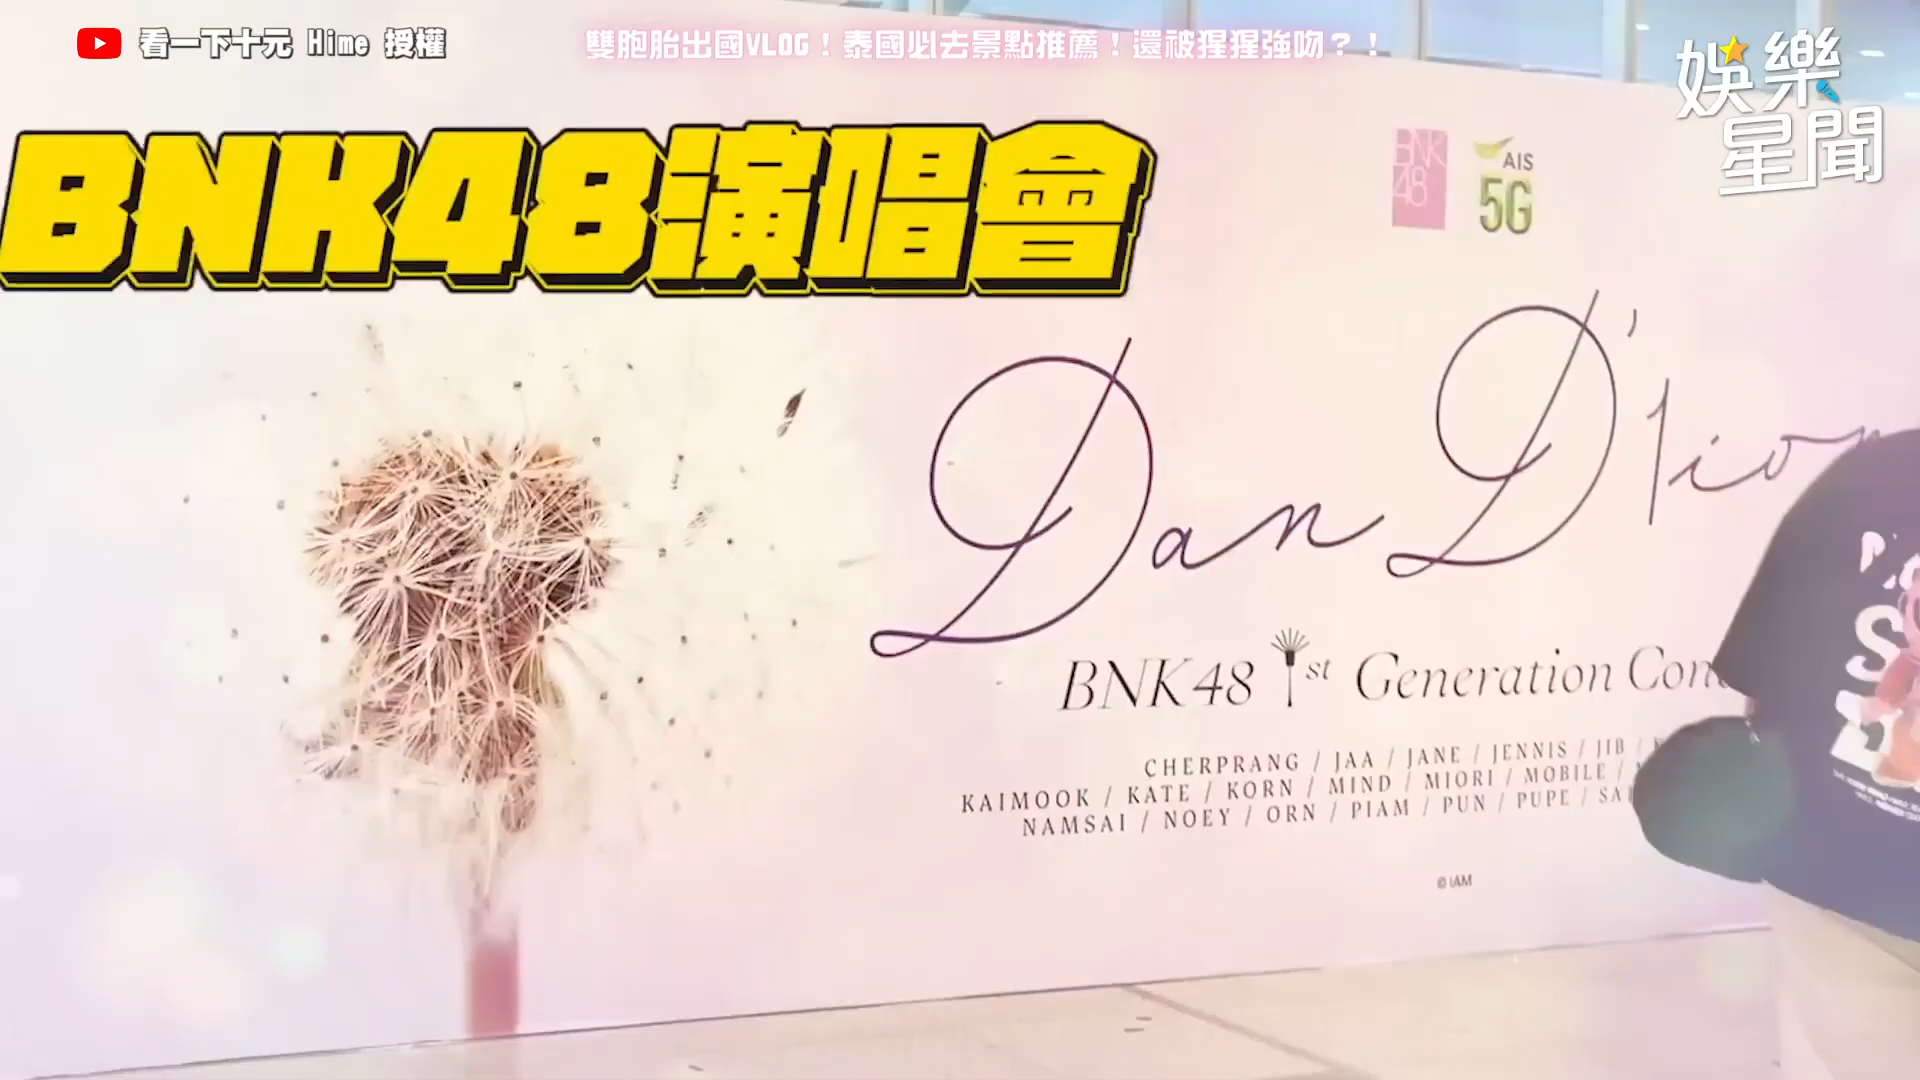 看一下十元 Hime 授權
雙胞胎出國VLOG！泰國必去景點推薦！還被猩猩強吻？！
娛樂
星聞
BNK48演唱會
BNK
48
AIS
5G
Dan D'lion
BNK48 1st Generation Con
CHERPRANG / JAA / JANE / JENNIS / JIB /
KAIMOOK / KATE / KORN / MIND / MIORI / MOBILE /
NAMSAI / NOEY / ORN / PIAM / PUN / PUPE /
© iAM